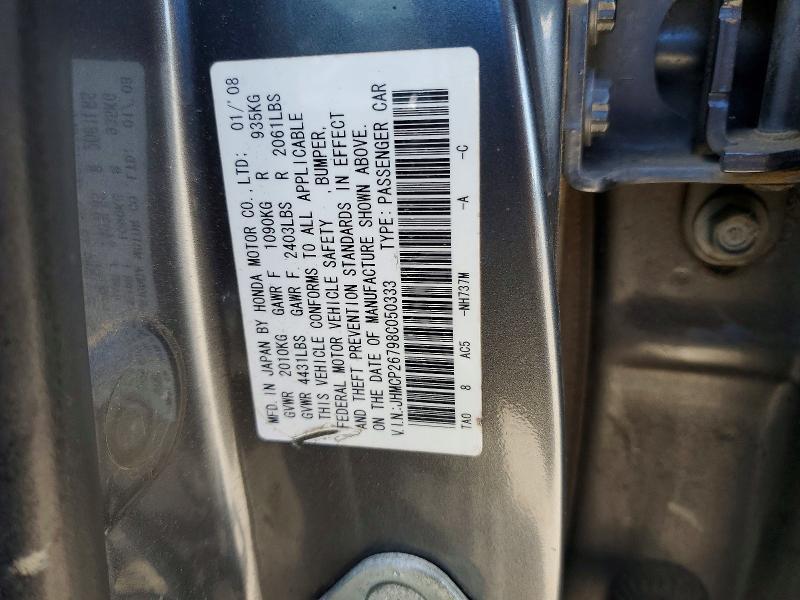 MFD. IN JAPAN BY HONDA MOTOR CO., LTD: 01/'08
GVWR 2010KG GAWR F 1090KG R 935KG
GVWR 4431LBS GAWR F. 2403LBS R 2061LBS
THIS VEHICLE CONFORMS TO ALL APPLICABLE
FEDERAL MOTOR VEHICLE SAFETY , BUMPER,
AND THEFT PREVENTION STANDARDS IN EFFECT
ON THE DATE OF MANUFACTURE SHOWN ABOVE.
V.I.N:JHMCP26798C050333 TYPE: PASSENGER CAR
TA0 8 AC5 -NH737M -A -C